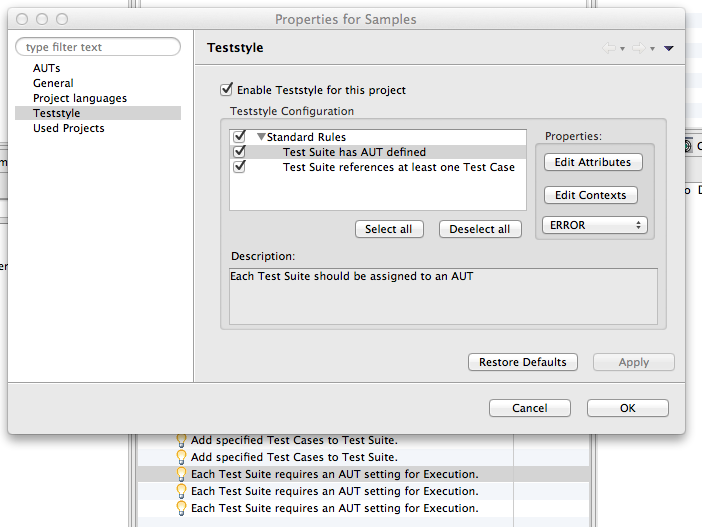 Properties for Samples
type filter text
AUTs
General
Project languages
Teststyle
Used Projects
Teststyle
Enable Teststyle for this project
Teststyle Configuration
Standard Rules
Test Suite has AUT defined
Test Suite references at least one Test Case
Select all
Deselect all
Properties:
Edit Attributes
Edit Contexts
ERROR
Description:
Each Test Suite should be assigned to an AUT
Restore Defaults
Apply
Cancel
OK
Add specified Test Cases to Test Suite.
Add specified Test Cases to Test Suite.
Each Test Suite requires an AUT setting for Execution.
Each Test Suite requires an AUT setting for Execution.
Each Test Suite requires an AUT setting for Execution.